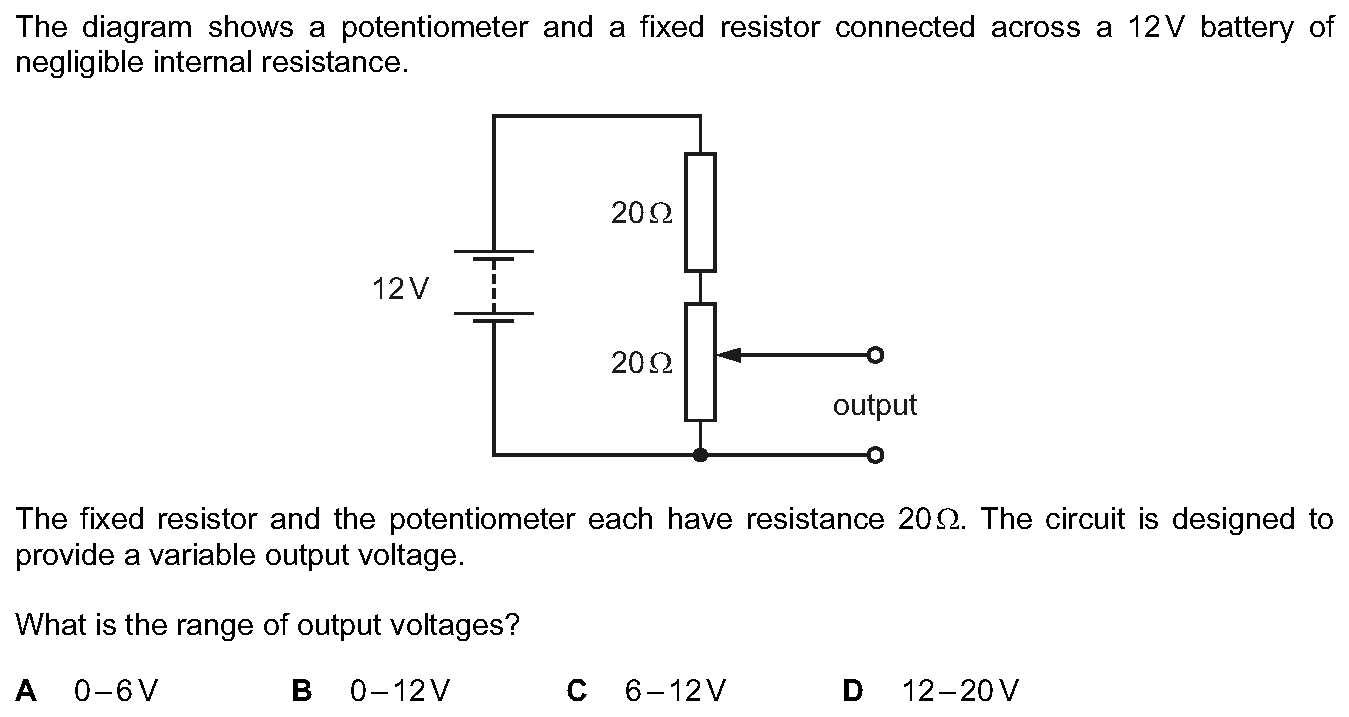 The diagram shows a potentiometer and a fixed resistor connected across a 12V battery of
negligible internal resistance.
20Ω
12V
20Ω
output
The fixed resistor and the potentiometer each have resistance 20Ω. The circuit is designed to
provide a variable output voltage.
What is the range of output voltages?
A 0–6V B 0–12V C 6–12V D 12–20V